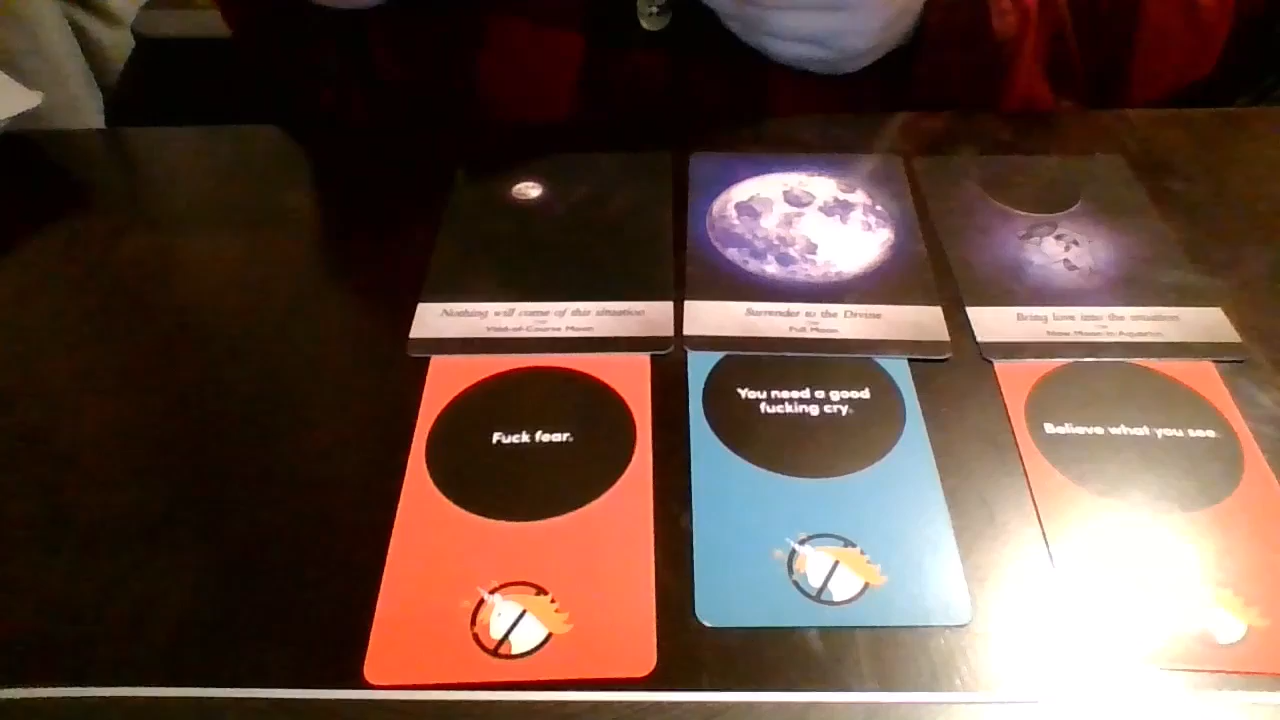 Nothing will come of this situation
Void-of-Course Moon
Surrender to the Divine
Full Moon
Bring love into the situation
New Moon in Aquarius
Fuck fear.
You need a good
fucking cry.
Believe what you see.